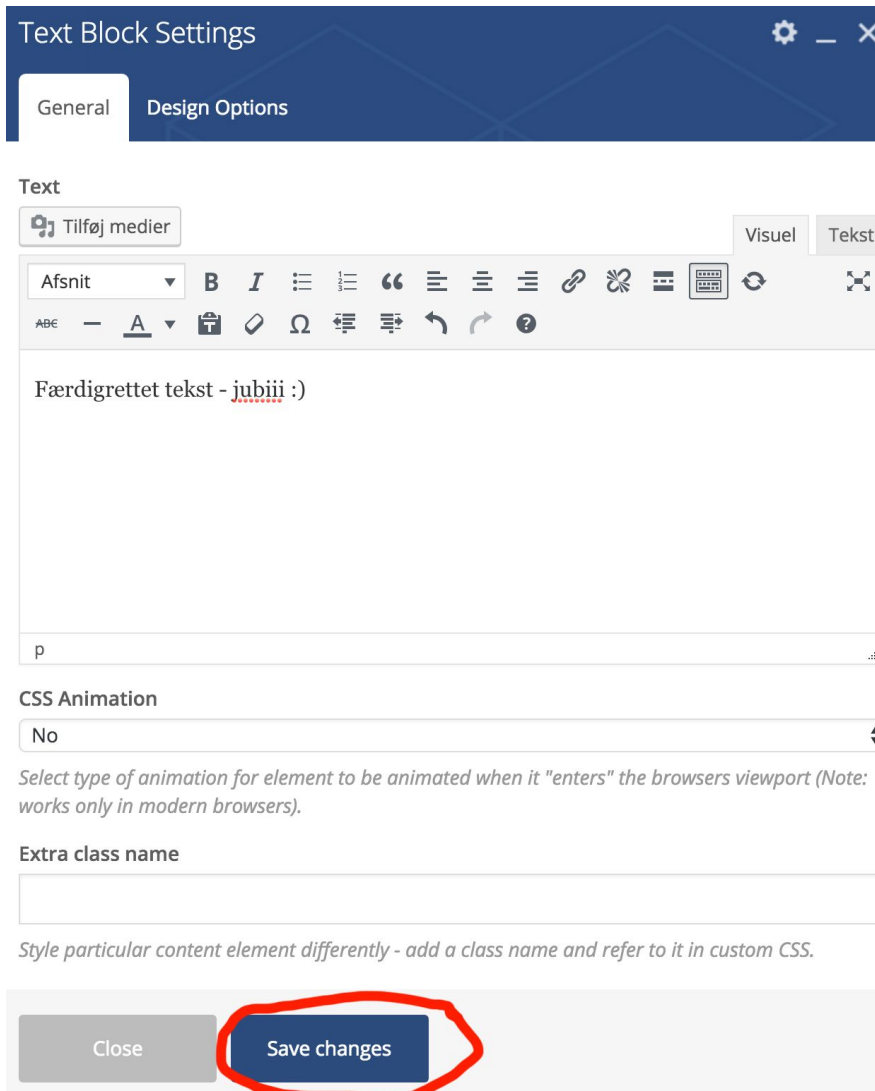 Text Block Settings
General Design Options
Text
Tilføj medier
Visuel Tekst
Afsnit B I
ABC A T Ω ?
Færdigrettet tekst - jubiii :)
p
CSS Animation
No
Select type of animation for element to be animated when it "enters" the browsers viewport (Note:
works only in modern browsers).
Extra class name
Style particular content element differently - add a class name and refer to it in custom CSS.
Close Save changes